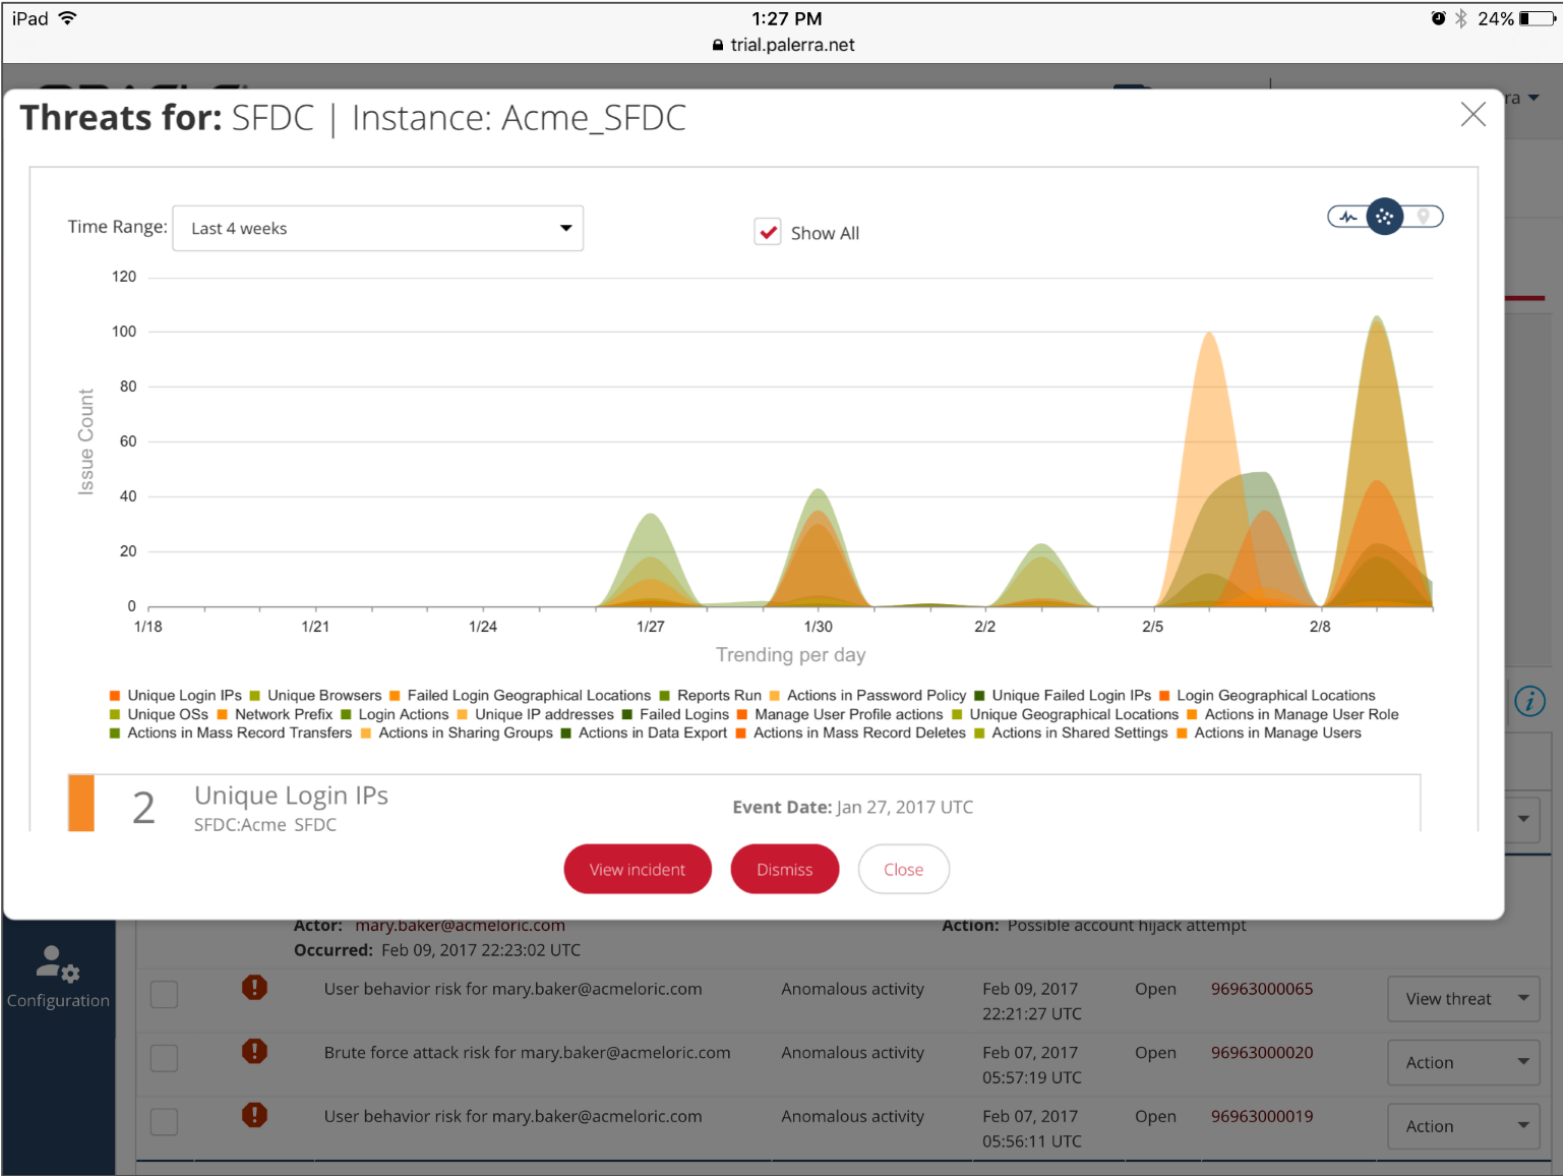 iPad
1:27 PM
24%
trial.palerra.net
ra
Threats for: SFDC | Instance: Acme_SFDC
Time Range:
Last 4 weeks
Show All
120
100
80
60
40
20
0
Issue Count
1/18 1/21 1/24 1/27 1/30 2/2 2/5 2/8
Trending per day
Unique Login IPs Unique Browsers Failed Login Geographical Locations Reports Run Actions in Password Policy Unique Failed Login IPs Login Geographical Locations
Unique OSs Network Prefix Login Actions Unique IP addresses Failed Logins Manage User Profile actions Unique Geographical Locations Actions in Manage User Role
Actions in Mass Record Transfers Actions in Sharing Groups Actions in Data Export Actions in Mass Record Deletes Actions in Shared Settings Actions in Manage Users
i
2
Unique Login IPs
Event Date: Jan 27, 2017 UTC
SFDC:Acme_SFDC
View incident
Dismiss
Close
Actor: mary.baker@acmeloric.com
Action: Possible account hijack attempt
Occurred: Feb 09, 2017 22:23:02 UTC
Configuration
User behavior risk for mary.baker@acmeloric.com Anomalous activity Feb 09, 2017 Open 96963000065 View threat
22:21:27 UTC
Brute force attack risk for mary.baker@acmeloric.com Anomalous activity Feb 07, 2017 Open 96963000020 Action
05:57:19 UTC
User behavior risk for mary.baker@acmeloric.com Anomalous activity Feb 07, 2017 Open 96963000019 Action
05:56:11 UTC